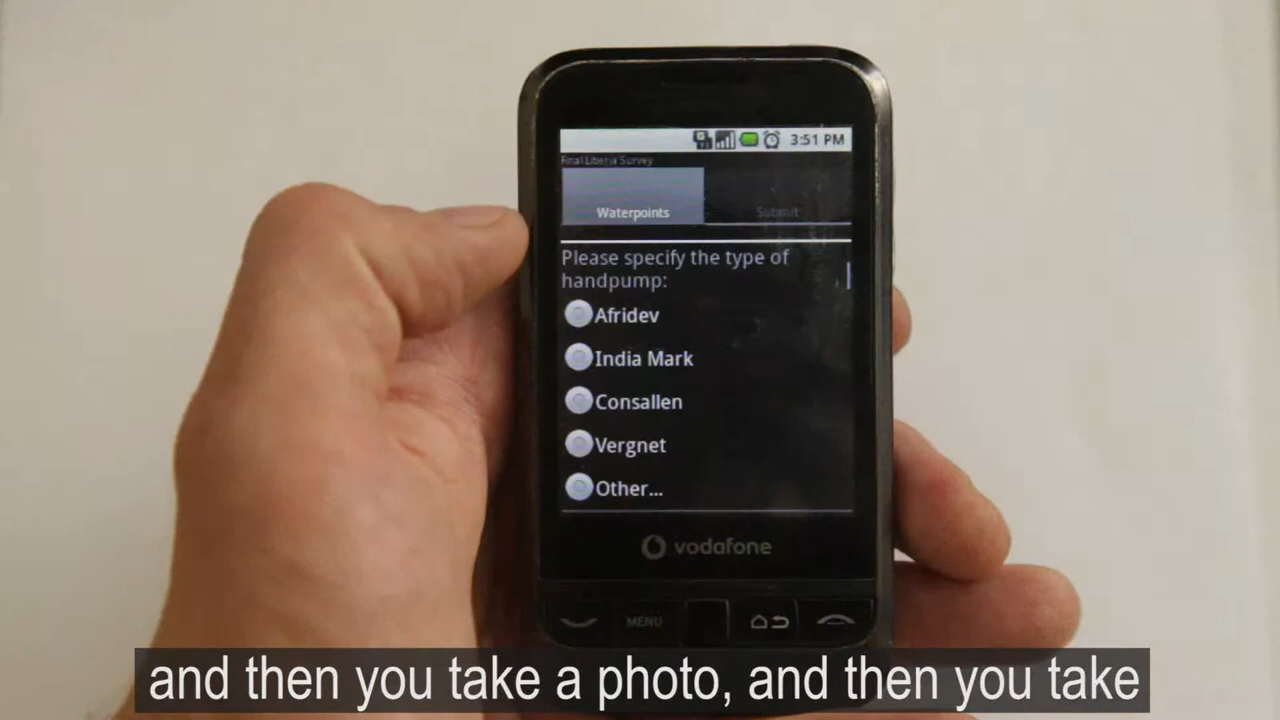 3:51 PM
Final Liberia Survey
Waterpoints
Submit
Please specify the type of
handpump:
Afridev
India Mark
Consallen
Vergnet
Other...
vodafone
MENU
and then you take a photo, and then you take